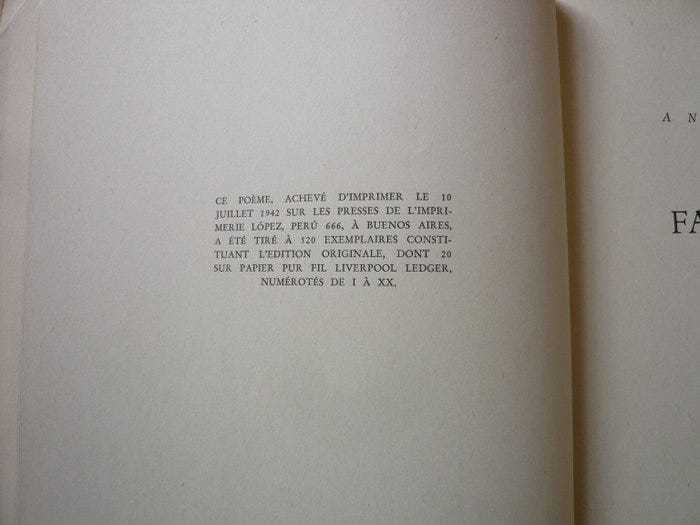 CE POÈME, ACHEVÉ D'IMPRIMER LE 10
JUILLET 1942 SUR LES PRESSES DE L'IMPRI-
MERIE LÓPEZ, PERÚ 666, À BUENOS AIRES,
A ÉTÉ TIRÉ À 520 EXEMPLAIRES CONSTI-
TUANT L'EDITION ORIGINALE, DONT 20
SUR PAPIER PUR FIL LIVERPOOL LEDGER,
NUMÉROTÉS DE I À XX.
A N
FA